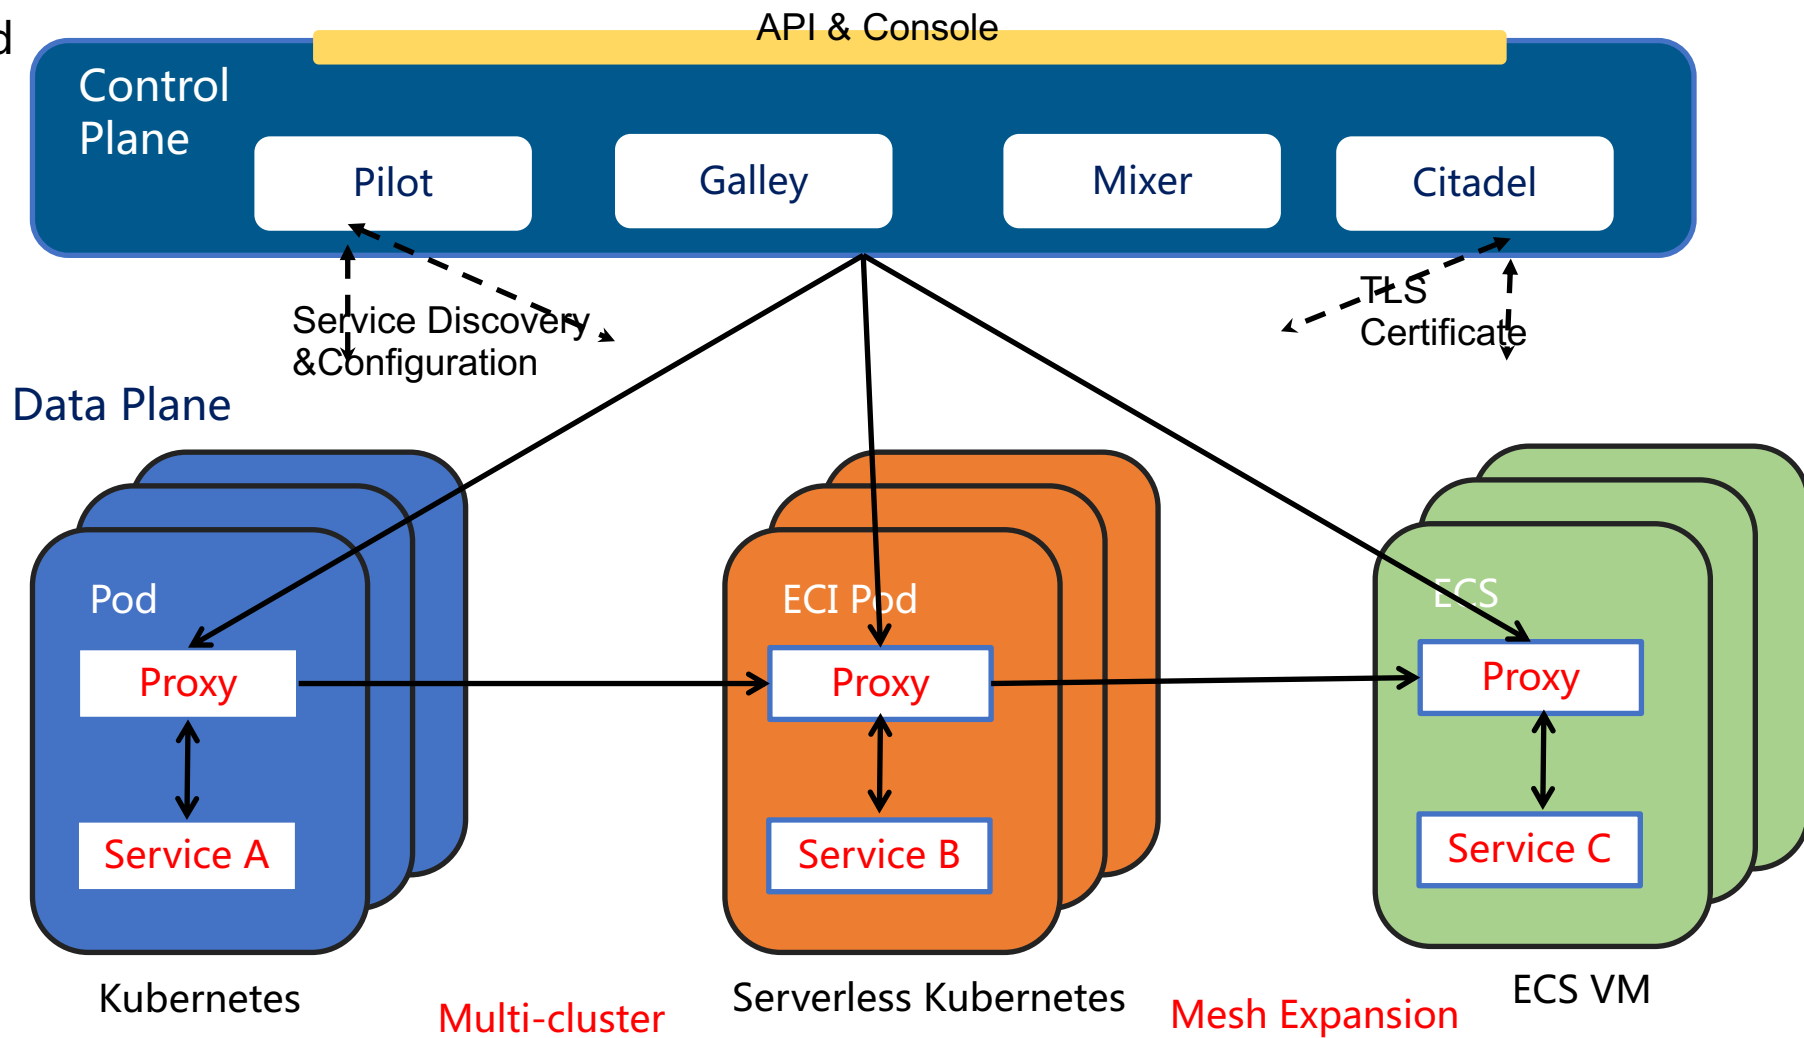 API & Console
Control
Plane
Pilot
Galley
Mixer
Citadel
Service Discovery
&Configuration
TLS
Certificate
Data Plane
Pod
ECI Pod
ECS
Proxy
Proxy
Proxy
Service A
Service B
Service C
Kubernetes
Multi-cluster
Serverless Kubernetes
Mesh Expansion
ECS VM